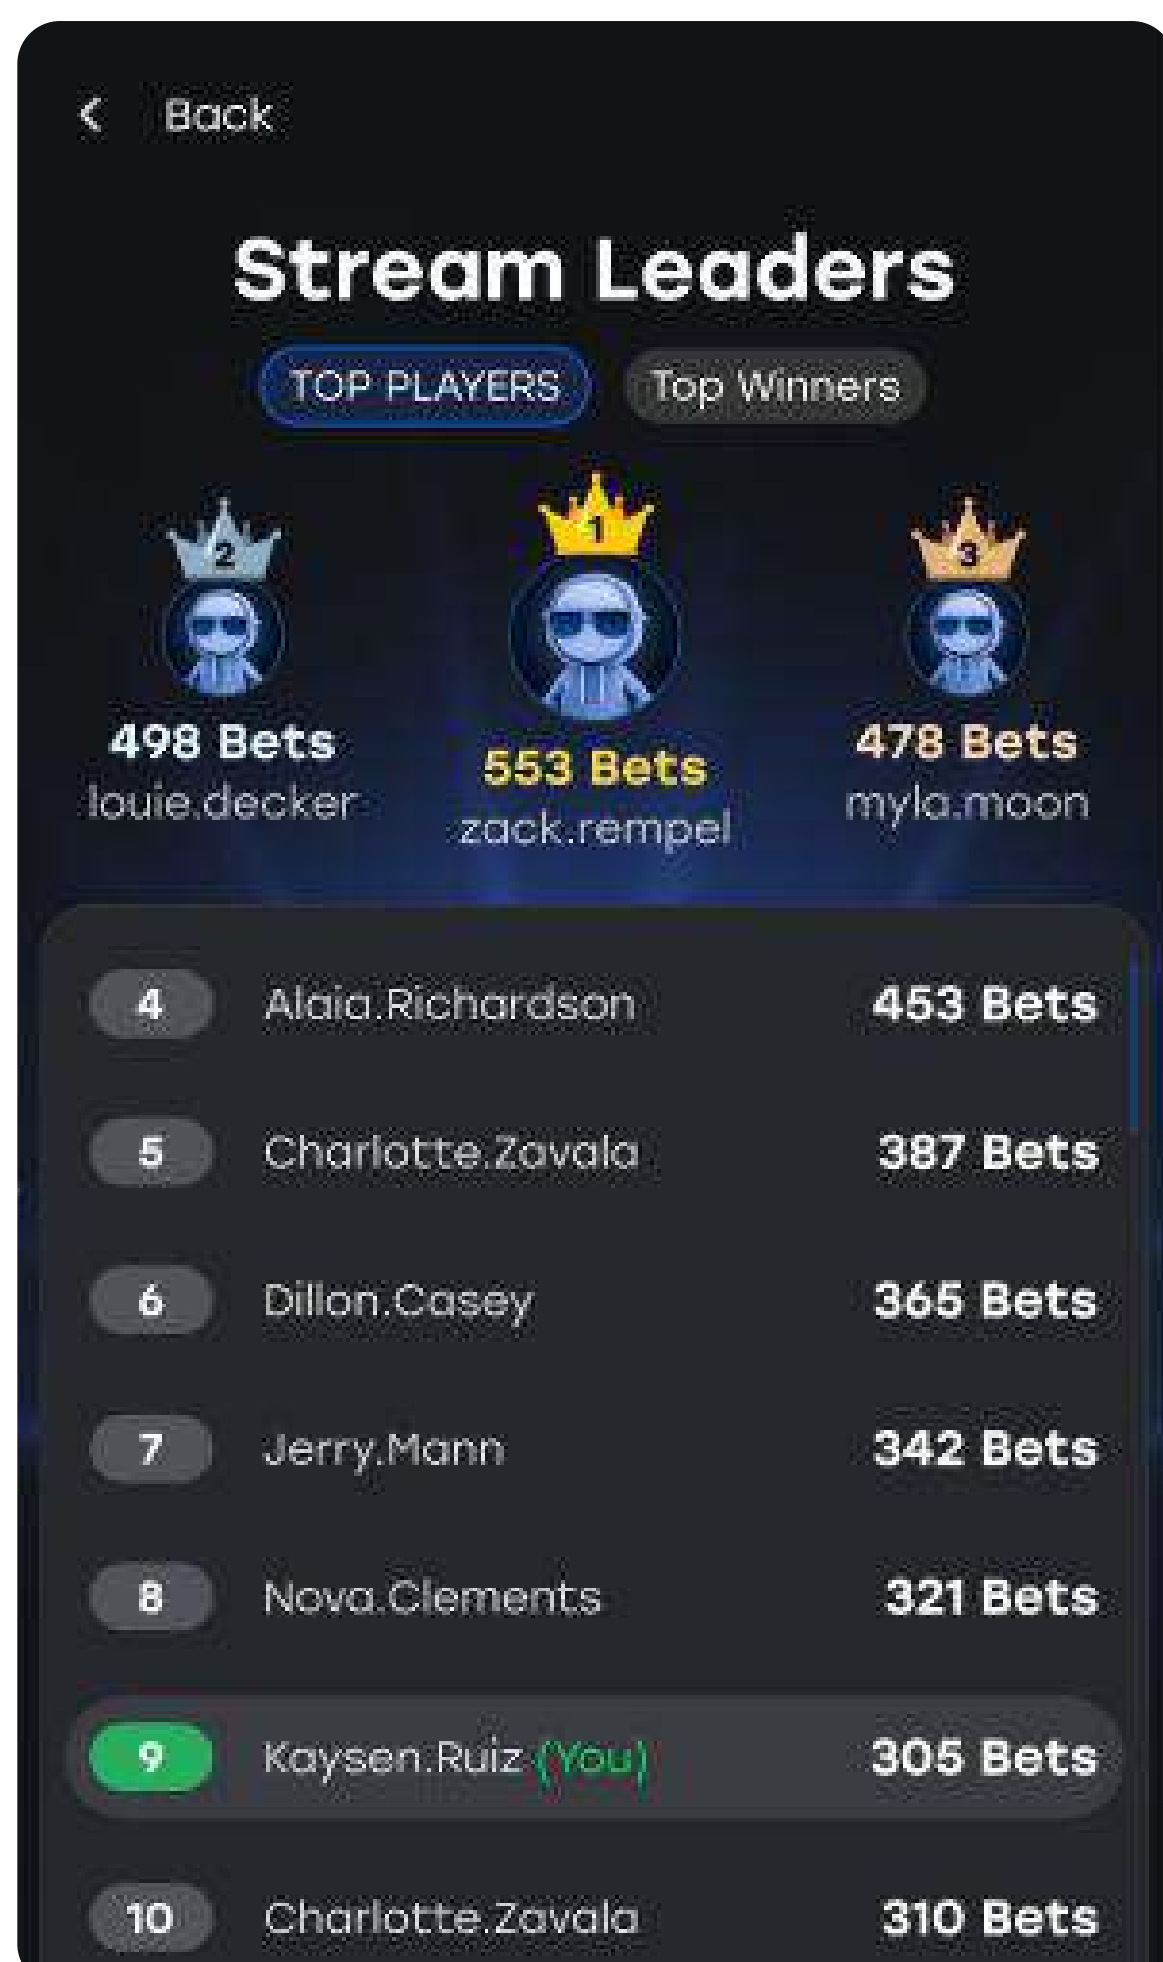 Back
Stream Leaders
TOP PLAYERS Top Winners
2 1 3
498 Bets 553 Bets 478 Bets
louie.decker zack.rempel myla.moon
4 Alaia.Richardson 453 Bets
5 Charlotte.Zavala 387 Bets
6 Dillon.Casey 365 Bets
7 Jerry.Mann 342 Bets
8 Nova.Clements 321 Bets
9 Kaysen.Ruiz (You) 305 Bets
10 Charlotte.Zavala 310 Bets